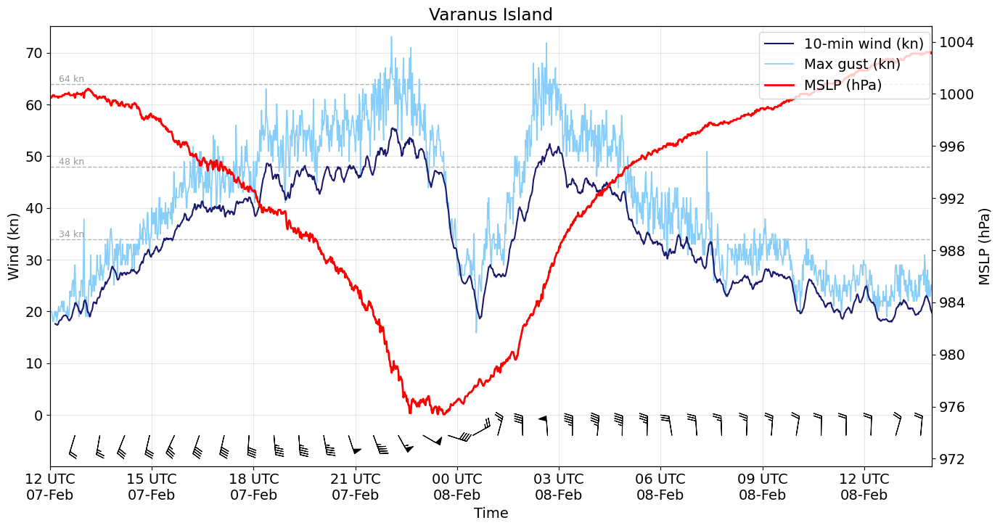 Varanus Island
10-min wind (kn)
Max gust (kn)
MSLP (hPa)
64 kn
48 kn
34 kn
Wind (kn)
70
60
50
40
30
20
10
0
MSLP (hPa)
1004
1000
996
992
988
984
980
976
972
12 UTC 15 UTC 18 UTC 21 UTC 00 UTC 03 UTC 06 UTC 09 UTC 12 UTC
07-Feb 07-Feb 07-Feb 07-Feb 08-Feb 08-Feb 08-Feb 08-Feb 08-Feb
Time